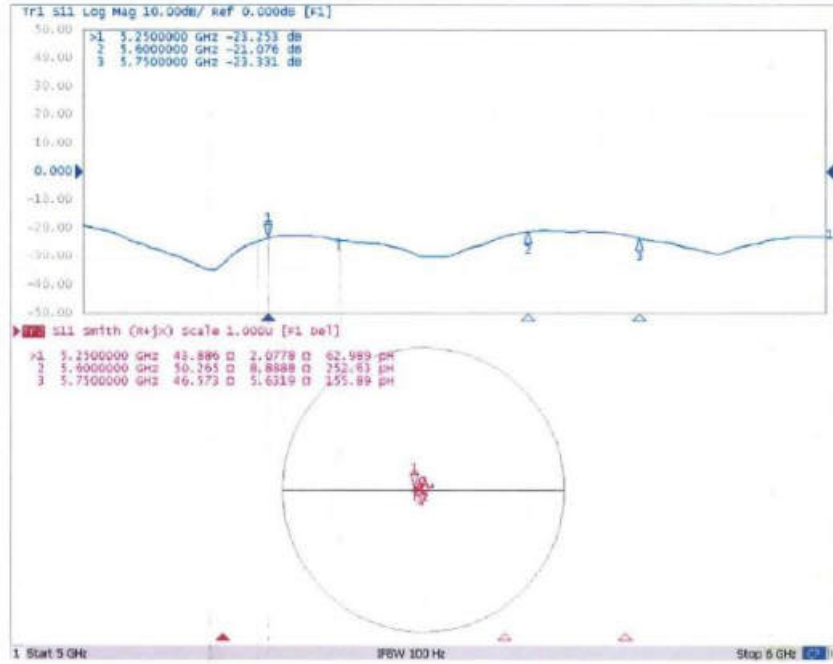 Tr1 S11 Log Mag 10.00dB/ Ref 0.000dB [F1]
50.00
>1 5.2500000 GHz -23.253 dB
2 5.6000000 GHz -21.076 dB
3 5.7500000 GHz -23.331 dB
40.00
30.00
20.00
10.00
0.000
-10.00
-20.00
1
-30.00
2
3
1
-40.00
-50.00
S11 Smith (R+jX) Scale 1.000U [F1 Del]
>1 5.2500000 GHz 43.886 Ω 2.0778 Ω 62.989 pH
2 5.6000000 GHz 50.265 Ω 8.8888 Ω 252.63 pH
3 5.7500000 GHz 46.573 Ω 5.6319 Ω 155.89 pH
1
1 Start 5 GHz IFBW 100 Hz Stop 6 GHz